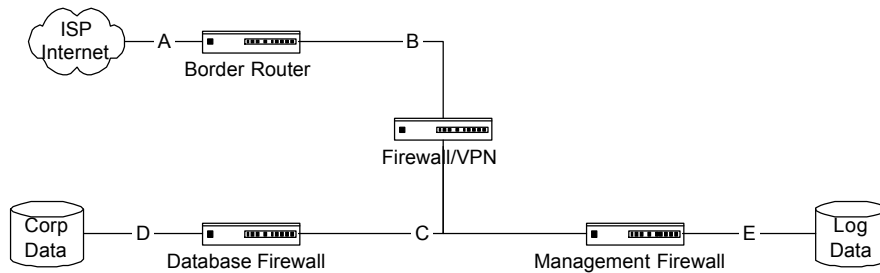 ISP
Internet
A
B
Border Router
Firewall/VPN
Corp
Data
D
C
E
Log
Data
Database Firewall
Management Firewall